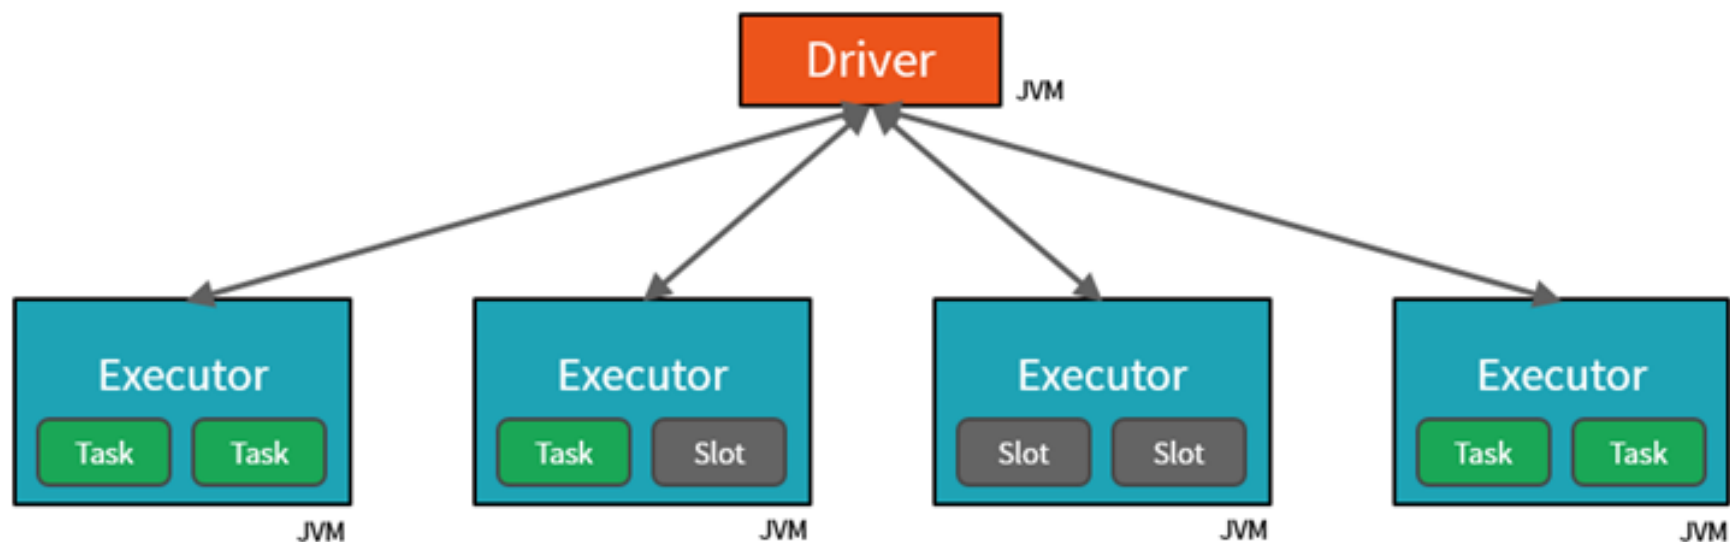 Driver
JVM
Executor
Task Task
JVM
Executor
Task Slot
JVM
Executor
Slot Slot
JVM
Executor
Task Task
JVM